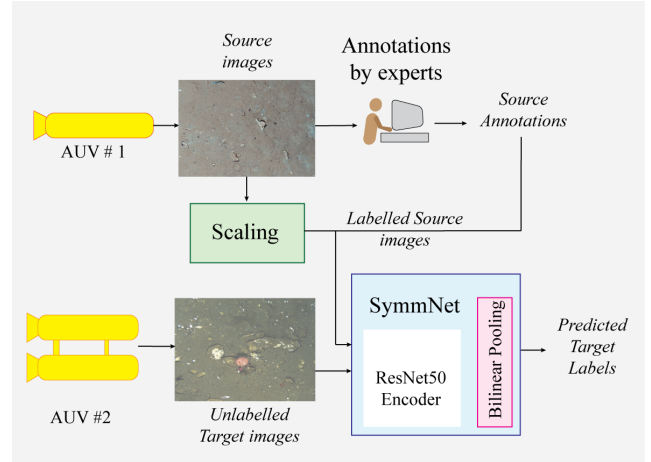 Source
images
Annotations
by experts
Source
Annotations
AUV # 1
Scaling
Labelled Source
images
SymmNet
ResNet50
Encoder
Bilinear Pooling
Predicted
Target
Labels
AUV #2
Unlabelled
Target images